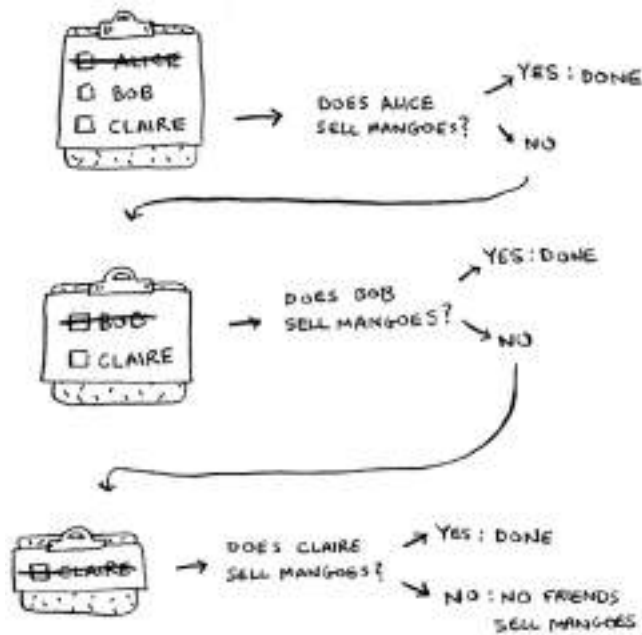 ALICE
BOB
CLAIRE
DOES ALICE
SELL MANGOES?
YES: DONE
NO
BOB
CLAIRE
DOES BOB
SELL MANGOES?
YES: DONE
NO
CLAIRE
DOES CLAIRE
SELL MANGOES?
YES: DONE
NO: NO FRIENDS
SELL MANGOES